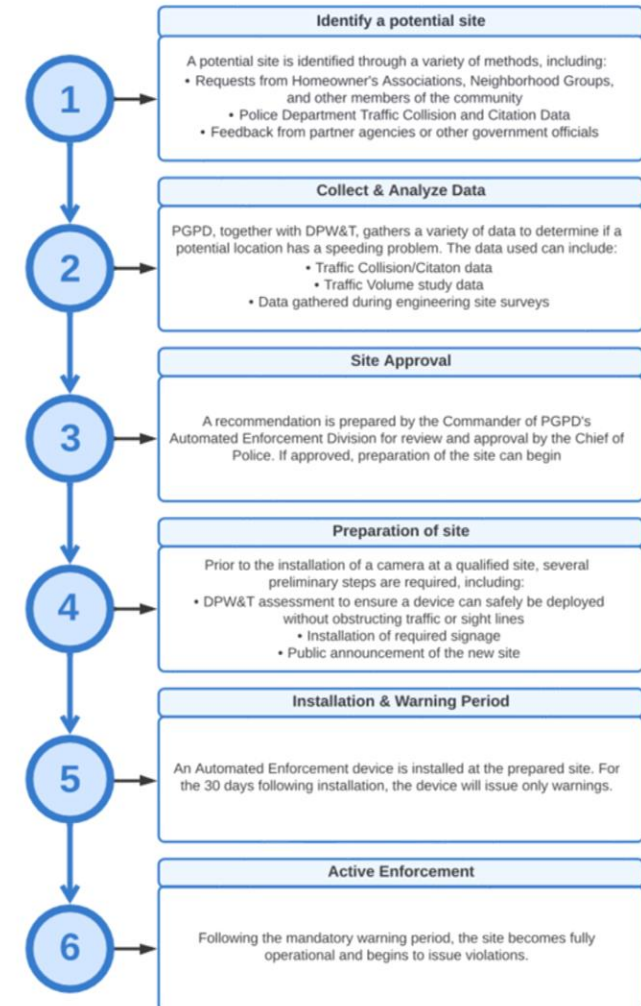 Identify a potential site
1
A potential site is identified through a variety of methods, including:
• Requests from Homeowner's Associations, Neighborhood Groups,
and other members of the community
• Police Department Traffic Collision and Citation Data
• Feedback from partner agencies or other government officials
Collect & Analyze Data
2
PGPD, together with DPW&T, gathers a variety of data to determine if a
potential location has a speeding problem. The data used can include:
• Traffic Collision/Citaton data
• Traffic Volume study data
• Data gathered during engineering site surveys
Site Approval
3
A recommendation is prepared by the Commander of PGPD's
Automated Enforcement Division for review and approval by the Chief of
Police. If approved, preparation of the site can begin
Preparation of site
4
Prior to the installation of a camera at a qualified site, several
preliminary steps are required, including:
• DPW&T assessment to ensure a device can safely be deployed
without obstructing traffic or sight lines
• Installation of required signage
• Public announcement of the new site
Installation & Warning Period
5
An Automated Enforcement device is installed at the prepared site. For
the 30 days following installation, the device will issue only warnings.
Active Enforcement
6
Following the mandatory warning period, the site becomes fully
operational and begins to issue violations.